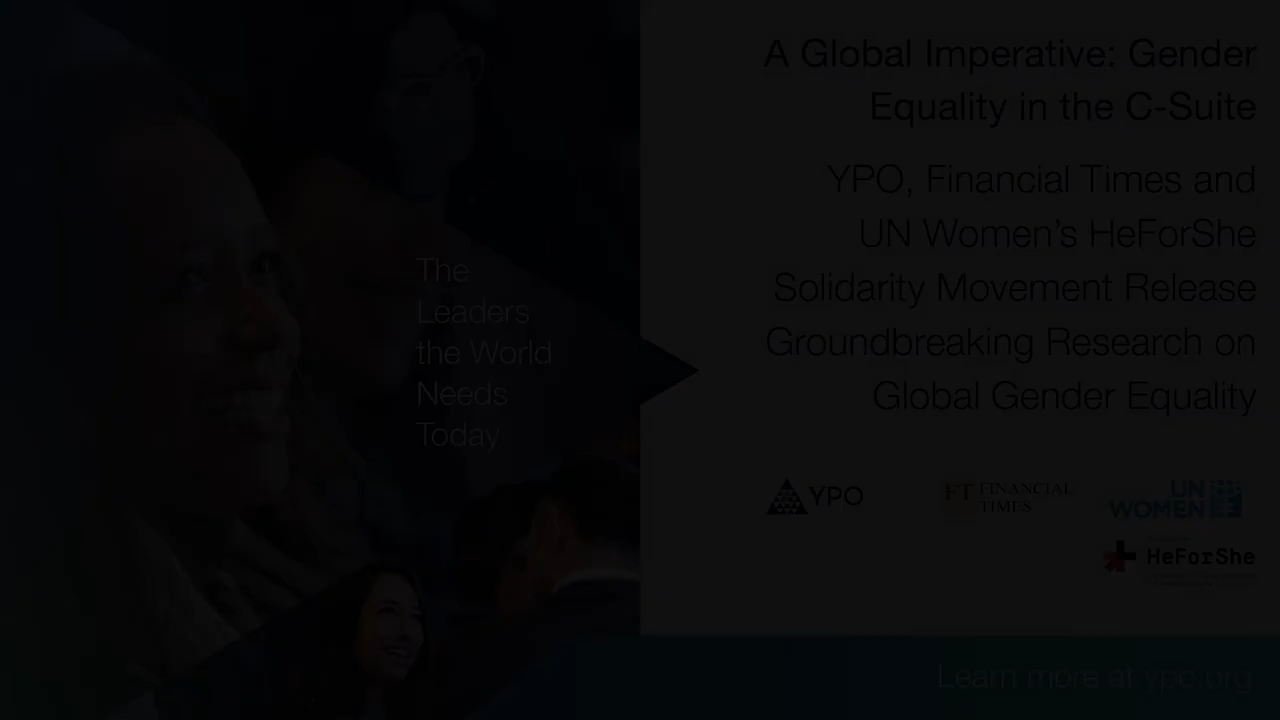 The
Leaders
the World
Needs
Today
A Global Imperative: Gender
Equality in the C-Suite
YPO, Financial Times and
UN Women’s HeForShe
Solidarity Movement Release
Groundbreaking Research on
Global Gender Equality
YPO
FT FINANCIAL
TIMES
UN
WOMEN
HeForShe
Learn more at ypo.org